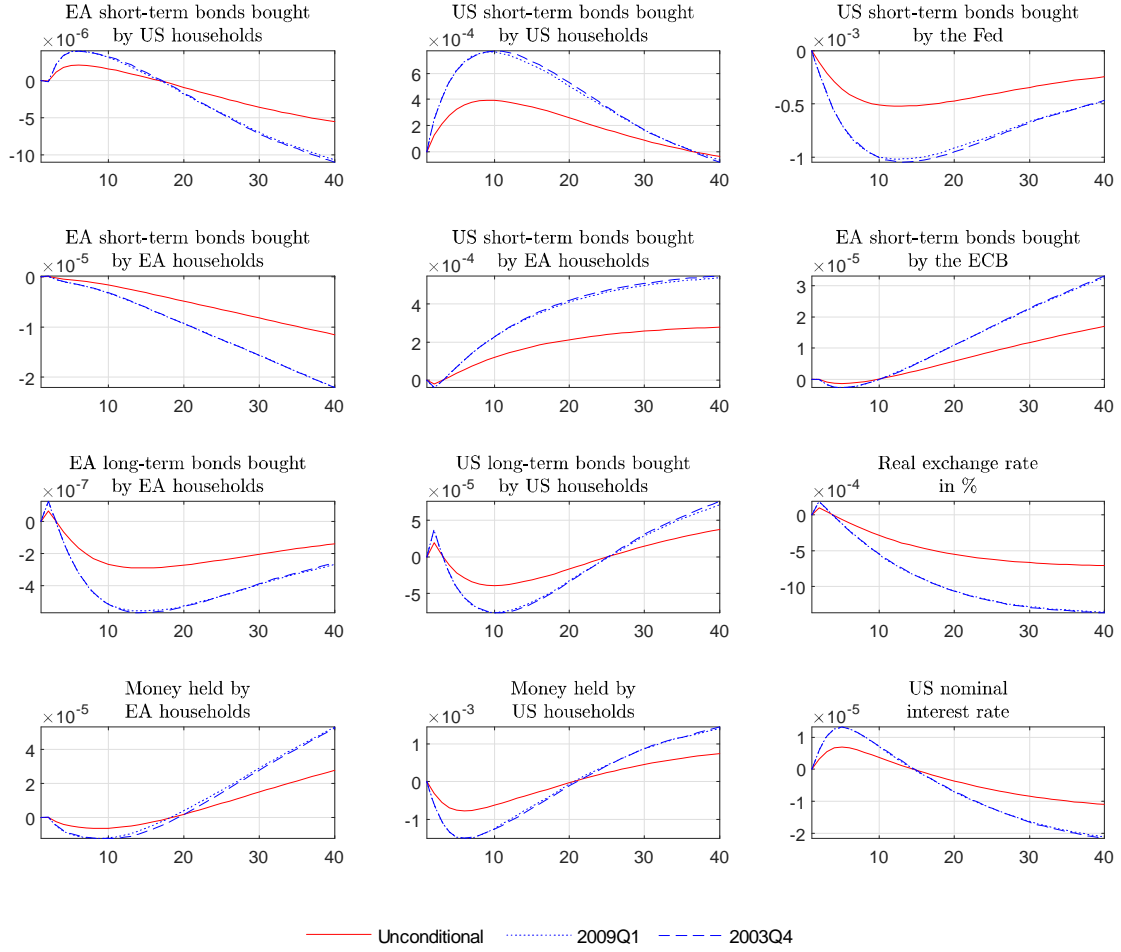 EA short-term bonds bought
by US households
×10⁻⁶
0
-5
-10
10 20 30 40
US short-term bonds bought
by US households
×10⁻⁴
6
4
2
0
10 20 30 40
US short-term bonds bought
by the Fed
×10⁻³
0
-0.5
-1
10 20 30 40
EA short-term bonds bought
by EA households
×10⁻⁵
0
-1
-2
10 20 30 40
US short-term bonds bought
by EA households
×10⁻⁴
4
2
0
10 20 30 40
EA short-term bonds bought
by the ECB
×10⁻⁵
3
2
1
0
10 20 30 40
EA long-term bonds bought
by EA households
×10⁻⁷
0
-2
-4
10 20 30 40
US long-term bonds bought
by US households
×10⁻⁵
5
0
-5
10 20 30 40
Real exchange rate
in %
×10⁻⁴
0
-5
-10
10 20 30 40
Money held by
EA households
×10⁻⁵
4
2
0
10 20 30 40
Money held by
US households
×10⁻³
1
0
-1
10 20 30 40
US nominal
interest rate
×10⁻⁵
1
0
-1
-2
10 20 30 40
Unconditional 2009Q1 2003Q4